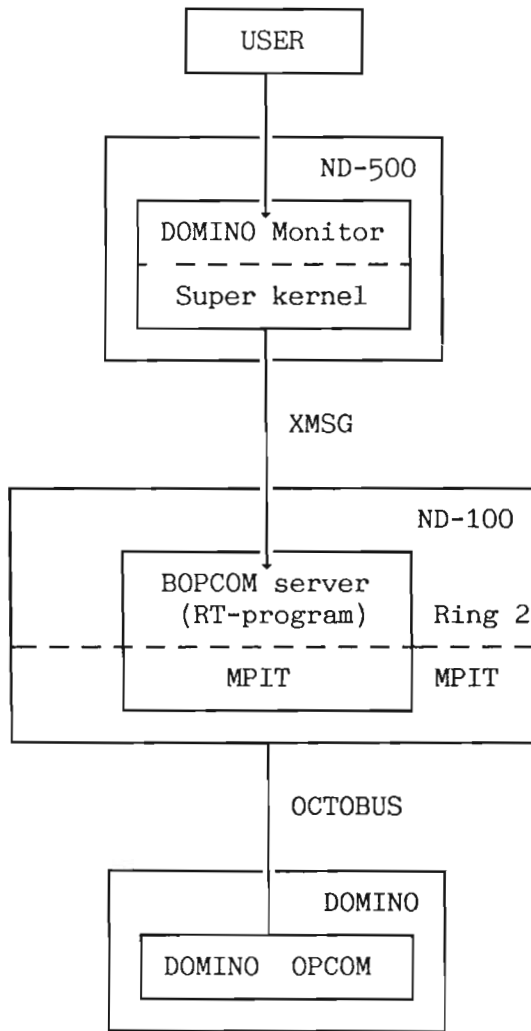 USER
ND-500
DOMINO Monitor
Super kernel
XMSG
ND-100
BOPCOM server
(RT-program) Ring 2
MPIT MPIT
OCTOBUS
DOMINO
DOMINO OPCOM